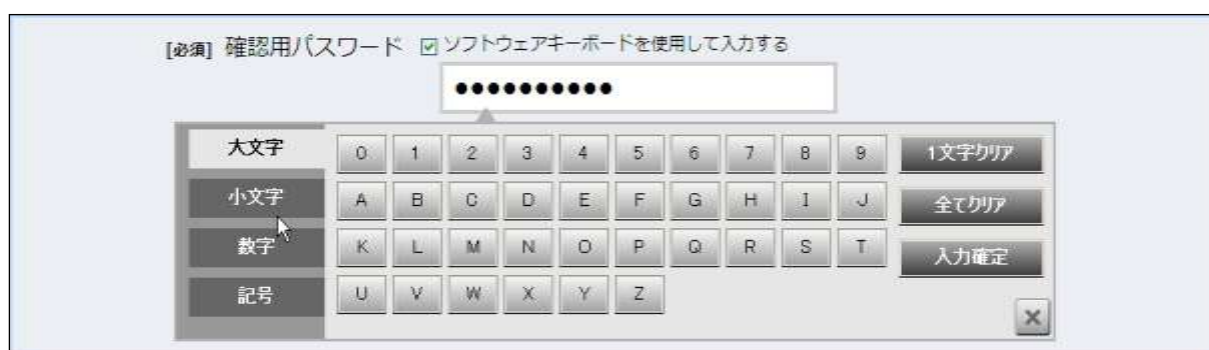 [必須] 確認用パスワード ソフトウェアキーボードを使用して入力する
●●●●●●●●●●
大文字 0 1 2 3 4 5 6 7 8 9 1文字クリア
小文字 A B C D E F G H I J 全てクリア
数字 K L M N O P Q R S T 入力確定
記号 U V W X Y Z
×